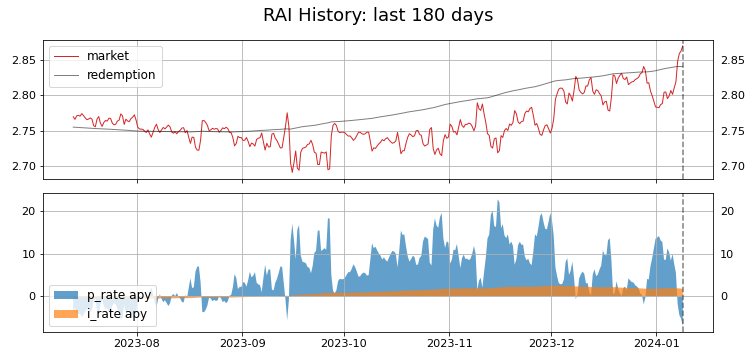 RAI History: last 180 days
market
redemption
2.85
2.80
2.75
2.70
2.85
2.80
2.75
2.70
p_rate apy
i_rate apy
20
10
0
20
10
0
2023-08 2023-09 2023-10 2023-11 2023-12 2024-01